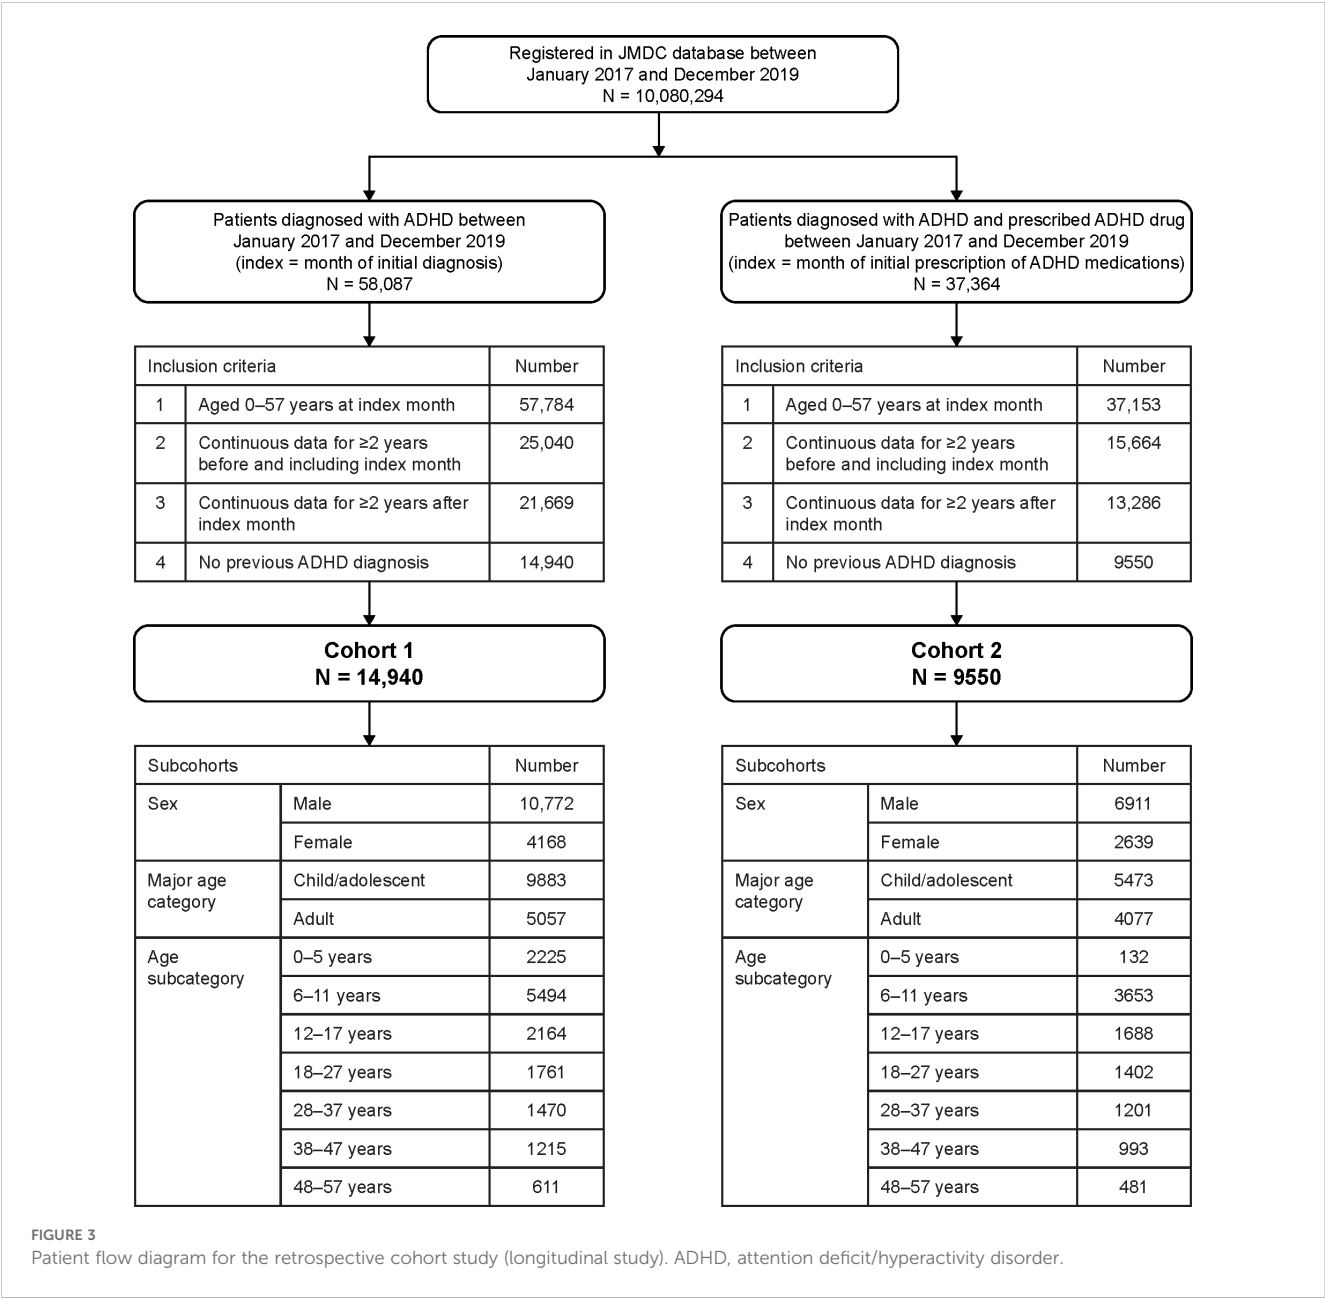 Registered in JMDC database between
January 2017 and December 2019
N = 10,080,294
Patients diagnosed with ADHD between
January 2017 and December 2019
(index = month of initial diagnosis)
N = 58,087
Inclusion criteria Number
1 Aged 0–57 years at index month 57,784
2 Continuous data for ≥2 years 25,040
before and including index month
3 Continuous data for ≥2 years after 21,669
index month
4 No previous ADHD diagnosis 14,940
Cohort 1
N = 14,940
Subcohorts Number
Sex Male 10,772
Female 4168
Major age Child/adolescent 9883
category
Adult 5057
Age 0–5 years 2225
subcategory
6–11 years 5494
12–17 years 2164
18–27 years 1761
28–37 years 1470
38–47 years 1215
48–57 years 611
Patients diagnosed with ADHD and prescribed ADHD drug
between January 2017 and December 2019
(index = month of initial prescription of ADHD medications)
N = 37,364
Inclusion criteria Number
1 Aged 0–57 years at index month 37,153
2 Continuous data for ≥2 years 15,664
before and including index month
3 Continuous data for ≥2 years after 13,286
index month
4 No previous ADHD diagnosis 9550
Cohort 2
N = 9550
Subcohorts Number
Sex Male 6911
Female 2639
Major age Child/adolescent 5473
category
Adult 4077
Age 0–5 years 132
subcategory
6–11 years 3653
12–17 years 1688
18–27 years 1402
28–37 years 1201
38–47 years 993
48–57 years 481
FIGURE 3
Patient flow diagram for the retrospective cohort study (longitudinal study). ADHD, attention deficit/hyperactivity disorder.